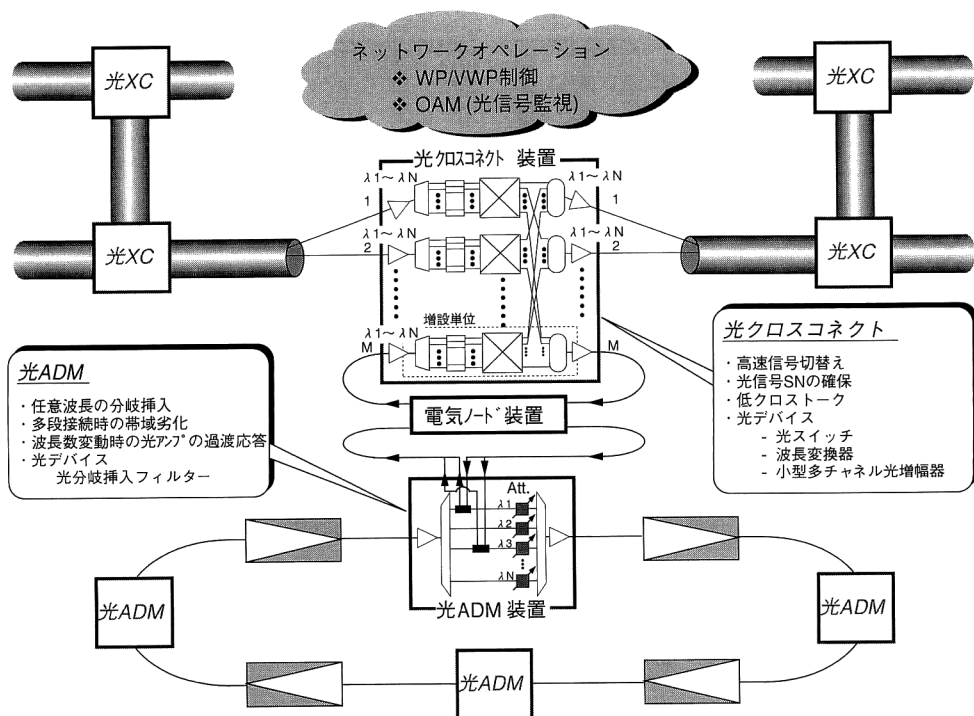 ネットワークオペレーション
❖ WP/VWP制御
❖ OAM (光信号監視)
光XC
光XC
光XC
光XC
光クロスコネクト 装置
λ1〜λN
1
λ1〜λN
1
λ1〜λN
2
λ1〜λN
2
増設単位
λ1〜λN
M
M
光ADM
・任意波長の分岐挿入
・多段接続時の帯域劣化
・波長数変動時の光アンプの過渡応答
・光デバイス
光分岐挿入フィルター
光クロスコネクト
・高速信号切替え
・光信号SNの確保
・低クロストーク
・光デバイス
- 光スイッチ
- 波長変換器
- 小型多チャネル光増幅器
電気ノード装置
Att.
λ1
λ2
λ3
λN
光ADM 装置
光ADM
光ADM
光ADM